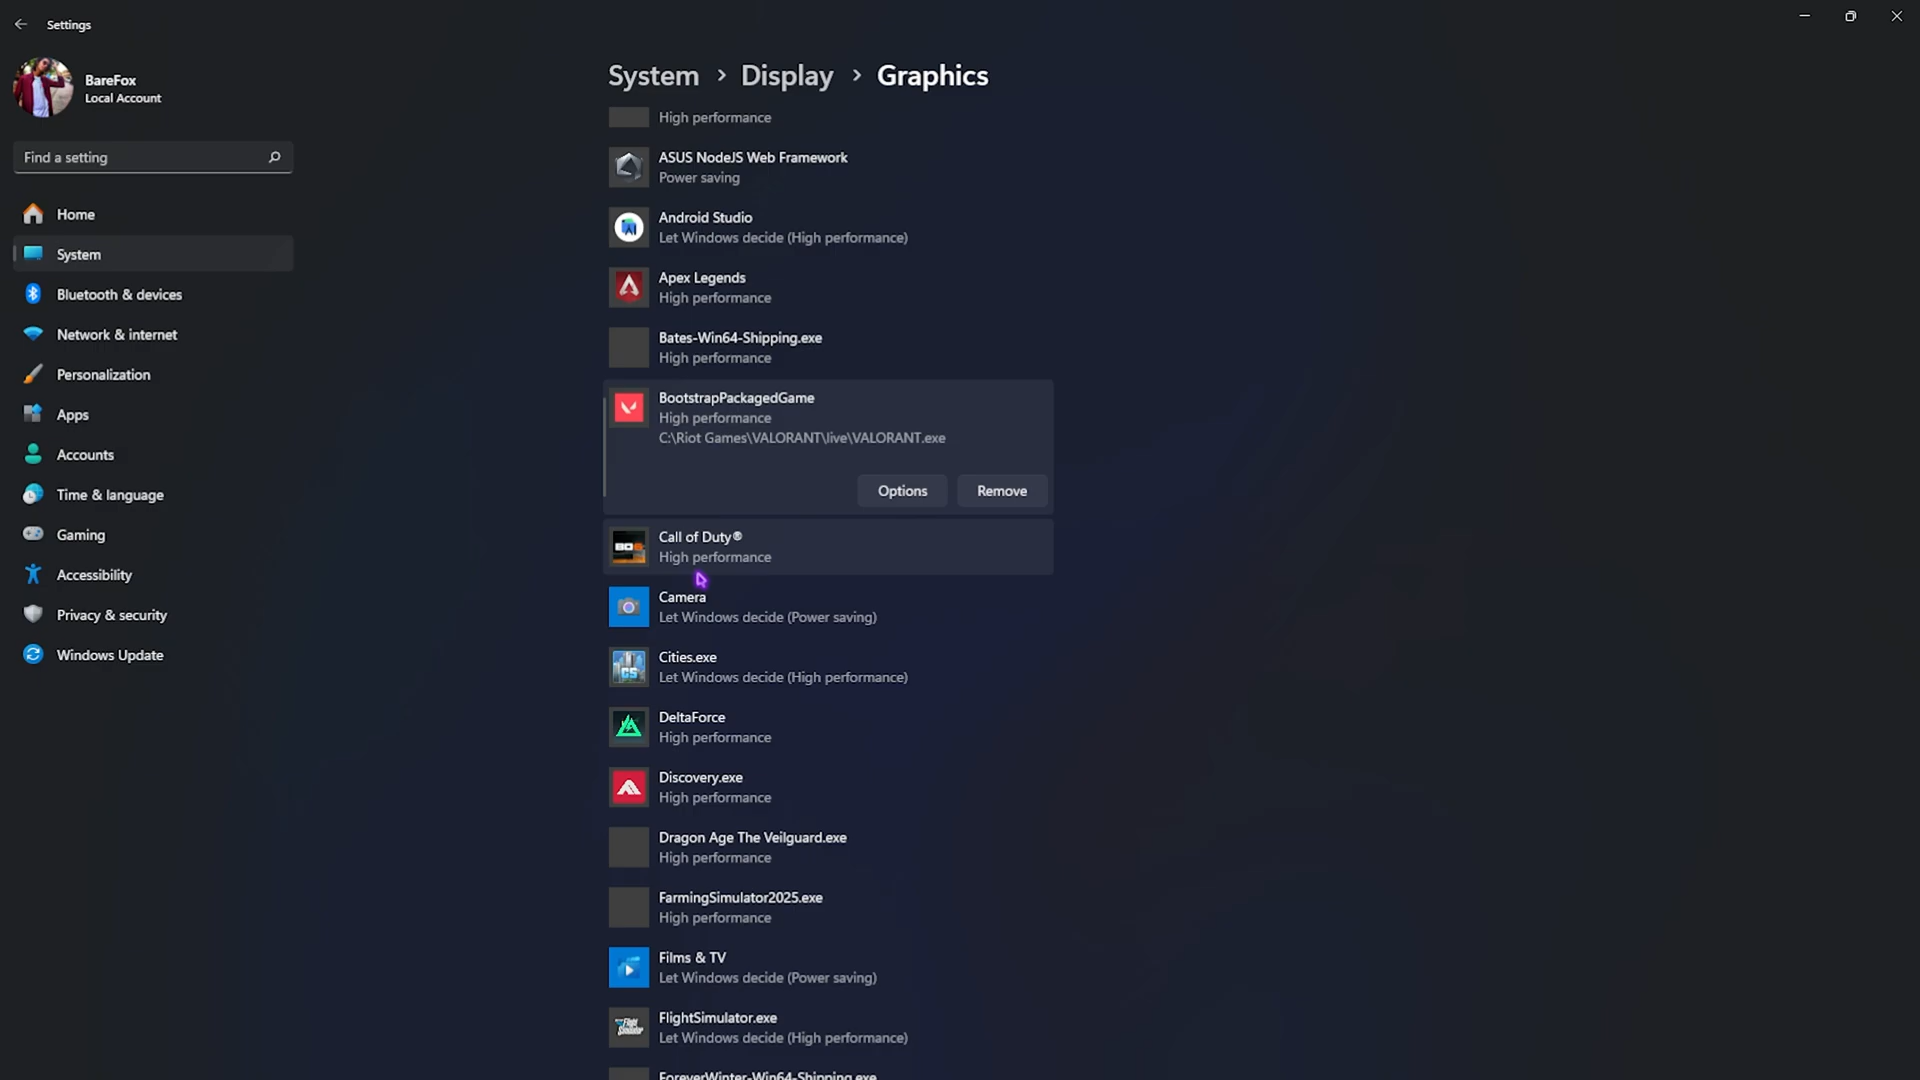 Settings
BareFox
Local Account
Find a setting
Home
System
Bluetooth & devices
Network & internet
Personalization
Apps
Accounts
Time & language
Gaming
Accessibility
Privacy & security
Windows Update
System > Display > Graphics
High performance
ASUS NodeJS Web Framework
Power saving
Android Studio
Let Windows decide (High performance)
Apex Legends
High performance
Bates-Win64-Shipping.exe
High performance
BootstrapPackagedGame
High performance
C:\Riot Games\VALORANT\live\VALORANT.exe
Options
Remove
Call of Duty®
High performance
Camera
Let Windows decide (Power saving)
Cities.exe
Let Windows decide (High performance)
DeltaForce
High performance
Discovery.exe
High performance
Dragon Age The Veilguard.exe
High performance
FarmingSimulator2025.exe
High performance
Films & TV
Let Windows decide (Power saving)
FlightSimulator.exe
Let Windows decide (High performance)
ForeverWinter-Win64-Shipping.exe